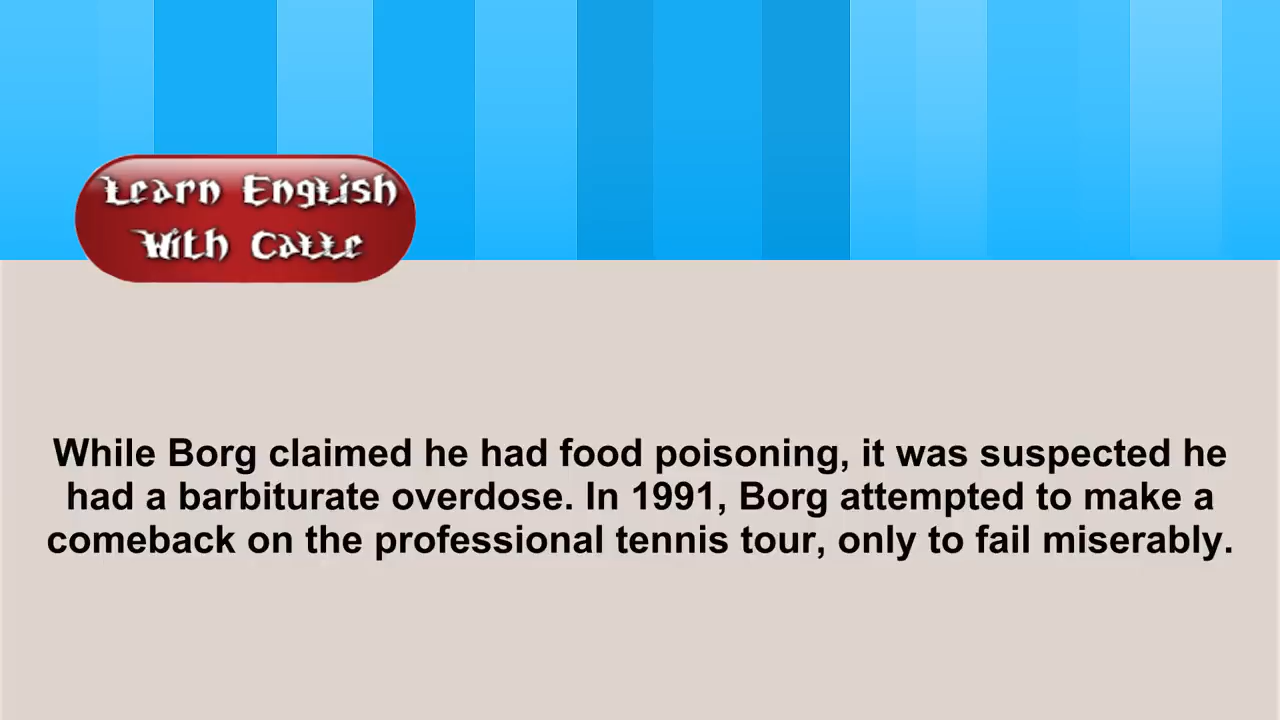 Learn English
With Calle
While Borg claimed he had food poisoning, it was suspected he
had a barbiturate overdose. In 1991, Borg attempted to make a
comeback on the professional tennis tour, only to fail miserably.